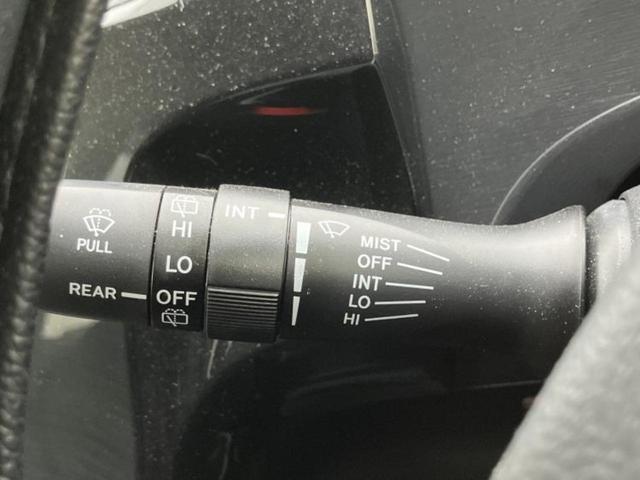 PULL
REAR
HI
LO
OFF
INT
MIST
OFF
INT
LO
HI